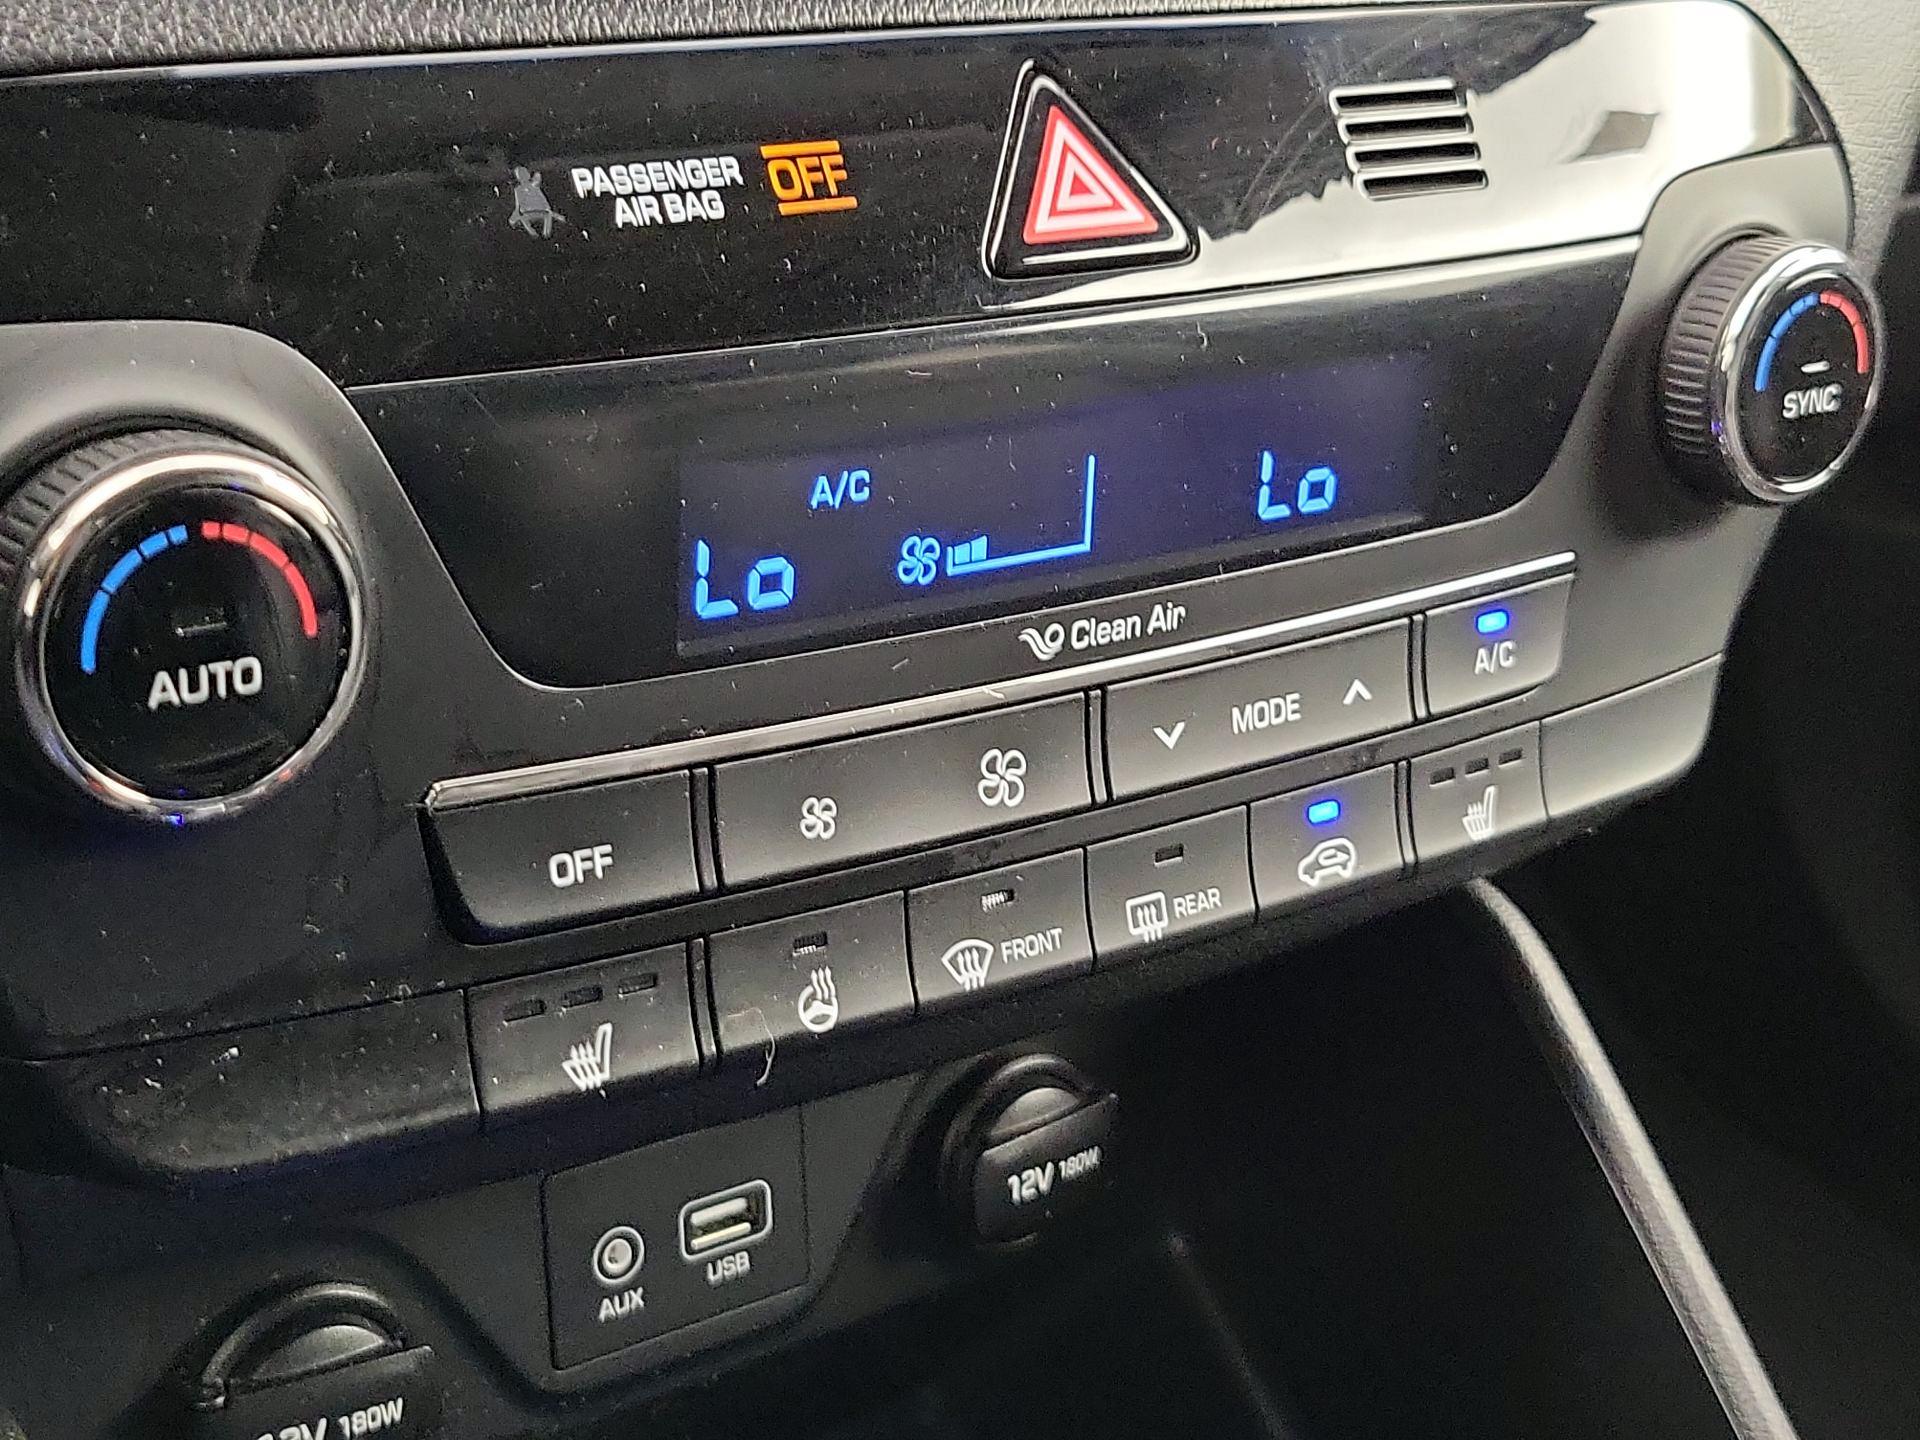 PASSENGER
AIR BAG
OFF
SYNC
A/C
Lo
Lo
AUTO
Clean Air
A/C
MODE
OFF
REAR
FRONT
12V 180W
USB
AUX
12V 180W